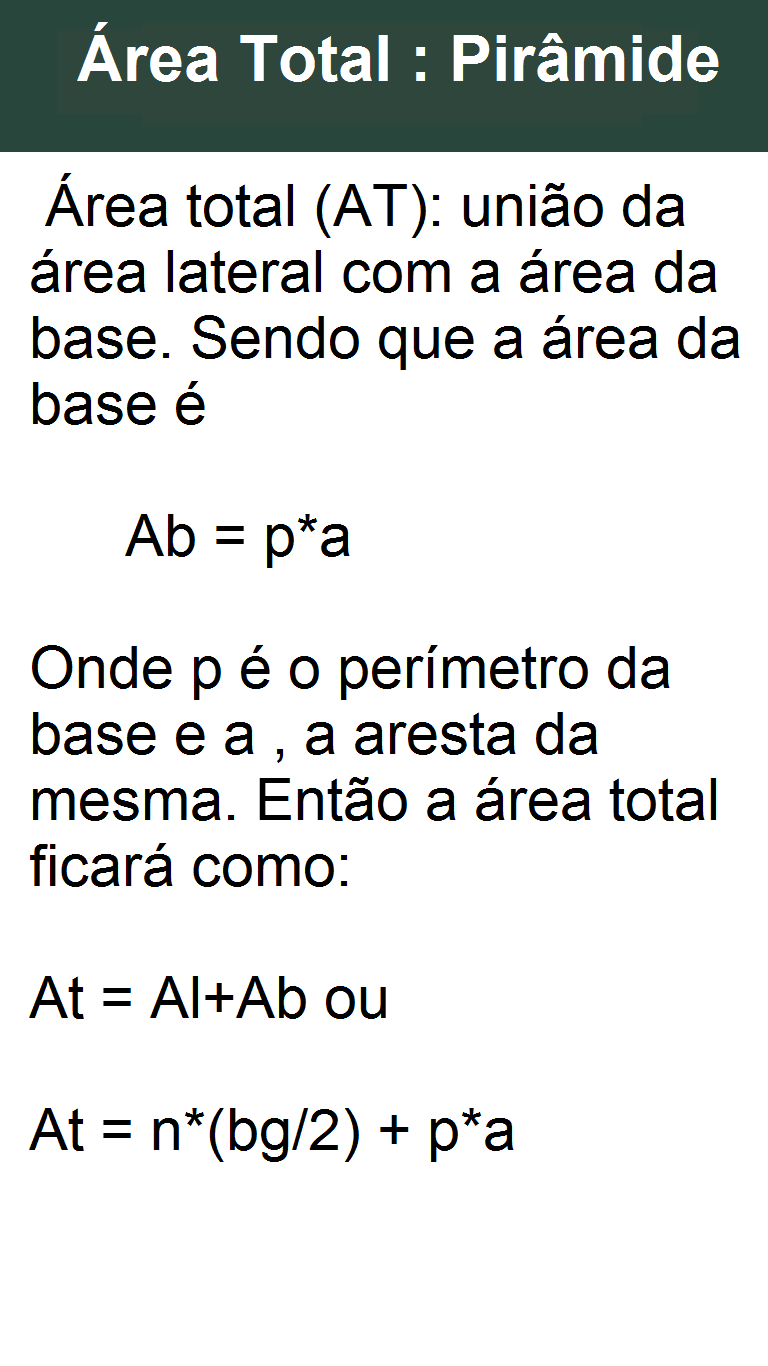 Área Total : Pirâmide
Área total (AT): união da
área lateral com a área da
base. Sendo que a área da
base é
Ab = p*a
Onde p é o perímetro da
base e a , a aresta da
mesma. Então a área total
ficará como:
At = Al+Ab ou
At = n*(bg/2) + p*a